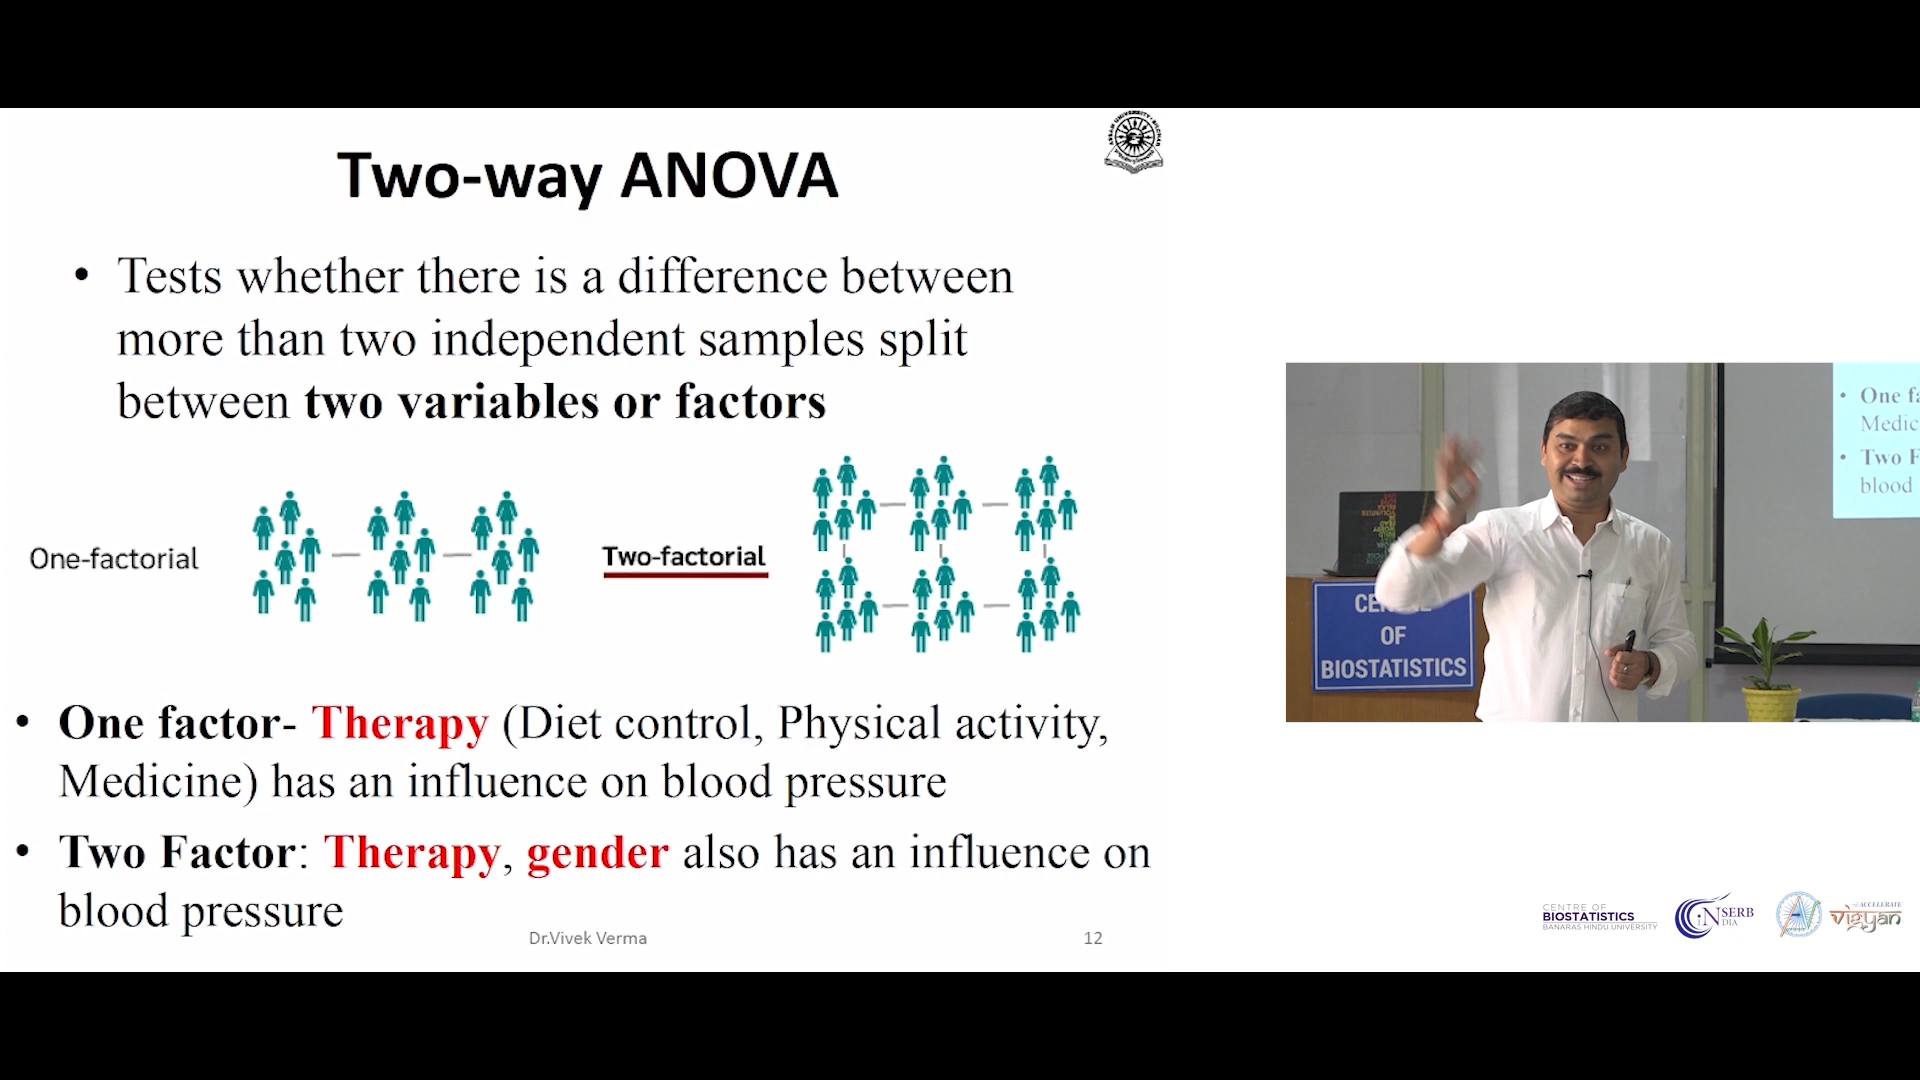 Two-way ANOVA
• Tests whether there is a difference between
more than two independent samples split
between two variables or factors
One-factorial
Two-factorial
• One factor- Therapy (Diet control, Physical activity,
Medicine) has an influence on blood pressure
• Two Factor: Therapy, gender also has an influence on
blood pressure
Dr.Vivek Verma
12
• One fa
Medic
• Two F
blood
OF
BIOSTATISTICS
CENTRE OF
BIOSTATISTICS
BANARAS HINDU UNIVERSITY
SERB
ACCELERATE
विज्ञान